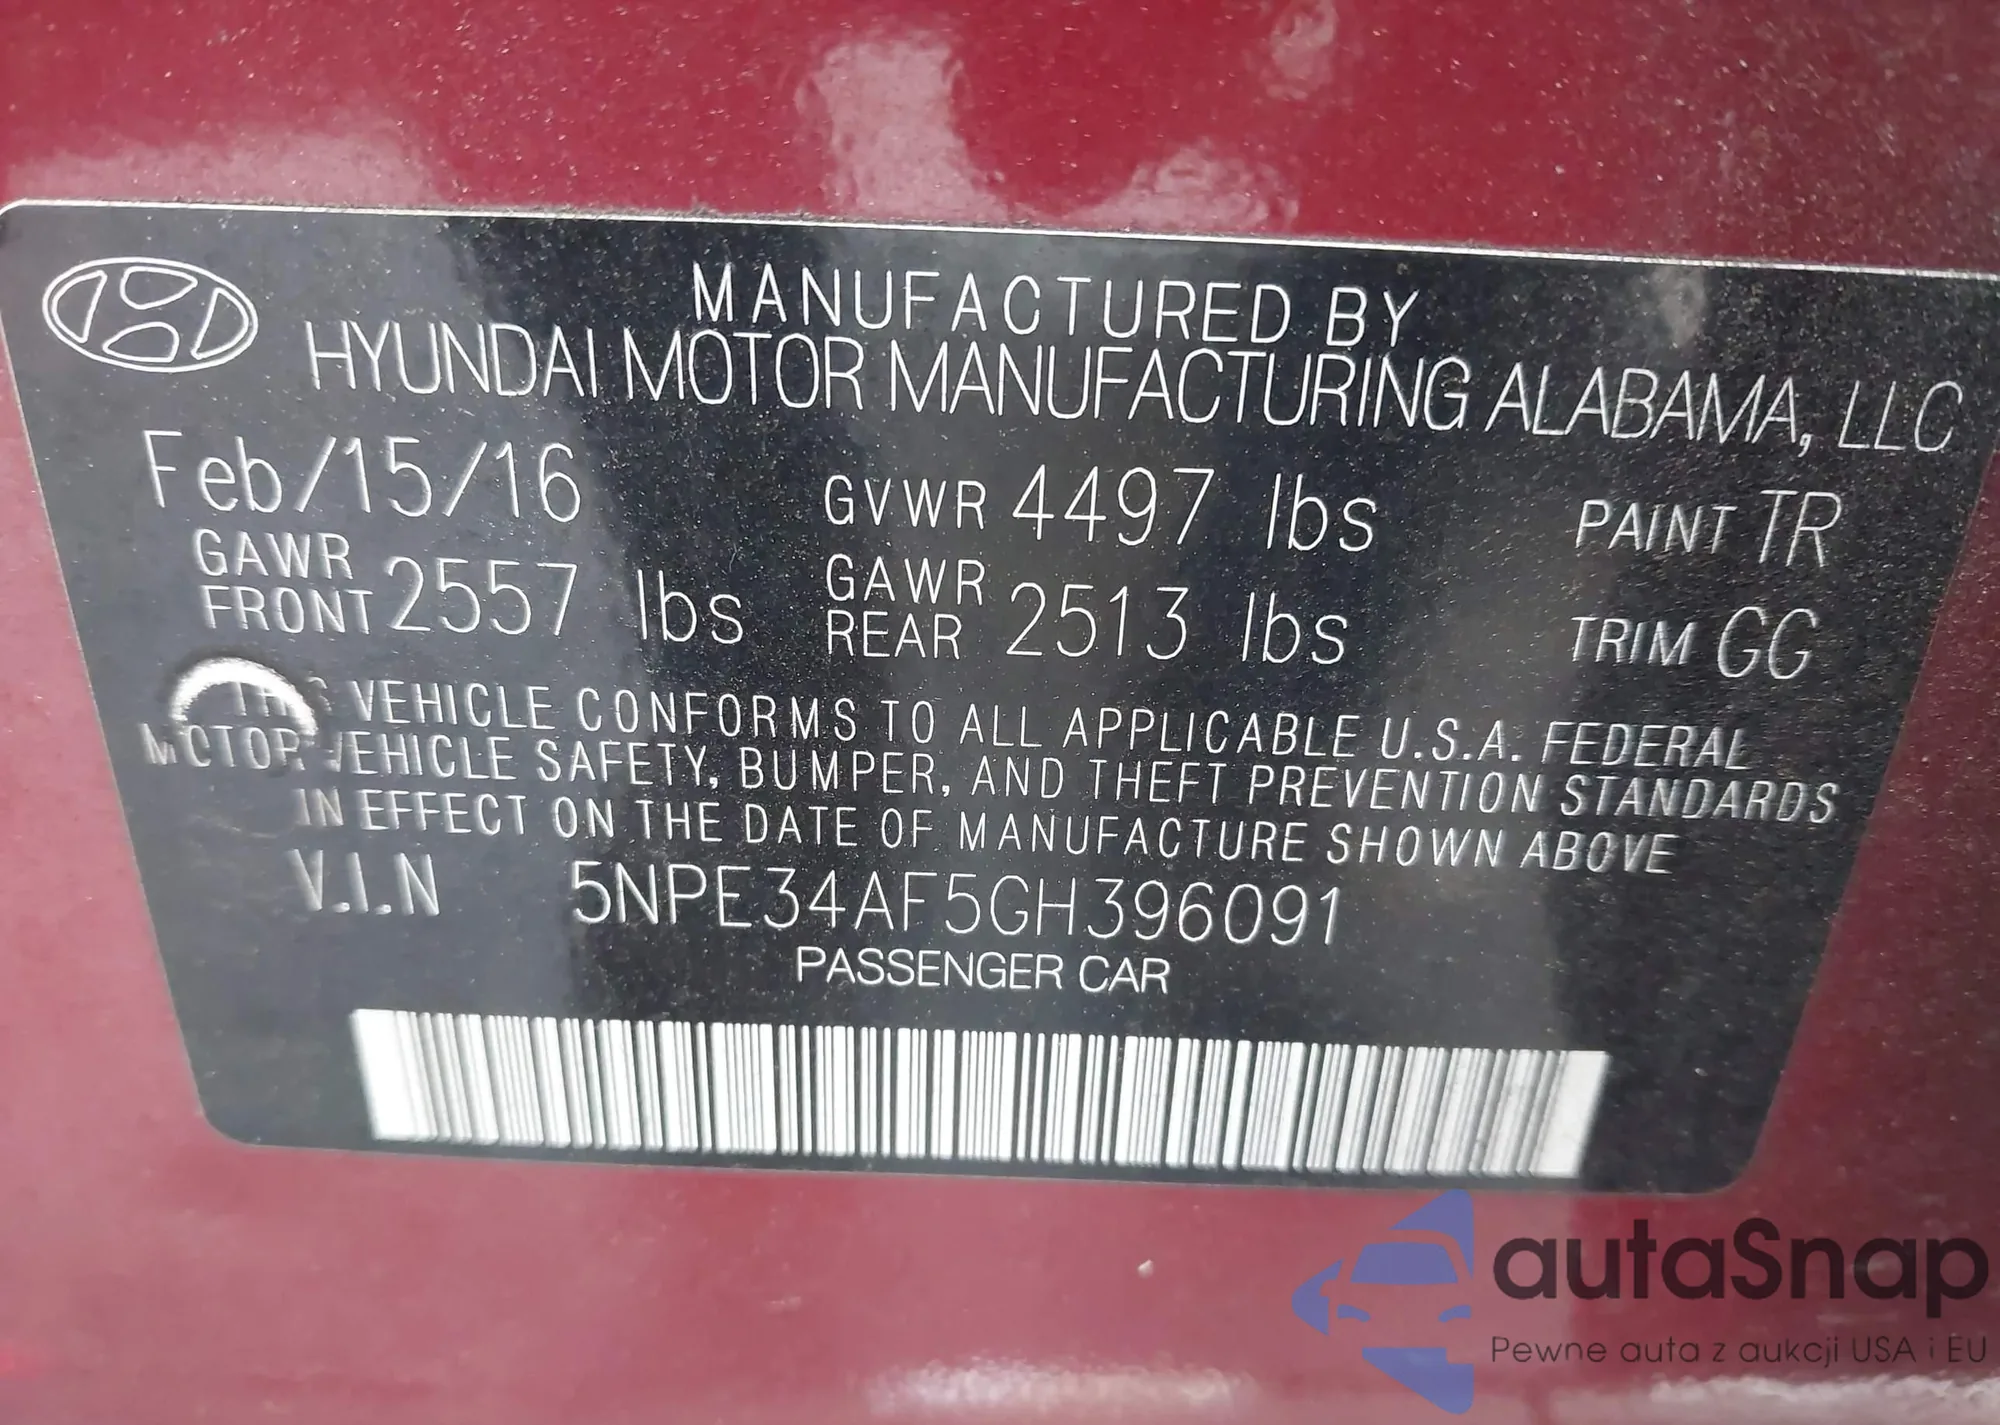 MANUFACTURED BY
HYUNDAI MOTOR MANUFACTURING ALABAMA, LLC
Feb/15/16 GVWR 4497 lbs PAINT TR
GAWR FRONT 2557 lbs GAWR REAR 2513 lbs TRIM GG
THIS VEHICLE CONFORMS TO ALL APPLICABLE U.S.A. FEDERAL
MOTOR VEHICLE SAFETY, BUMPER, AND THEFT PREVENTION STANDARDS
IN EFFECT ON THE DATE OF MANUFACTURE SHOWN ABOVE
V.I.N 5NPE34AF5GH396091
PASSENGER CAR
autaSnap
Pewne auta z aukcji USA i EU